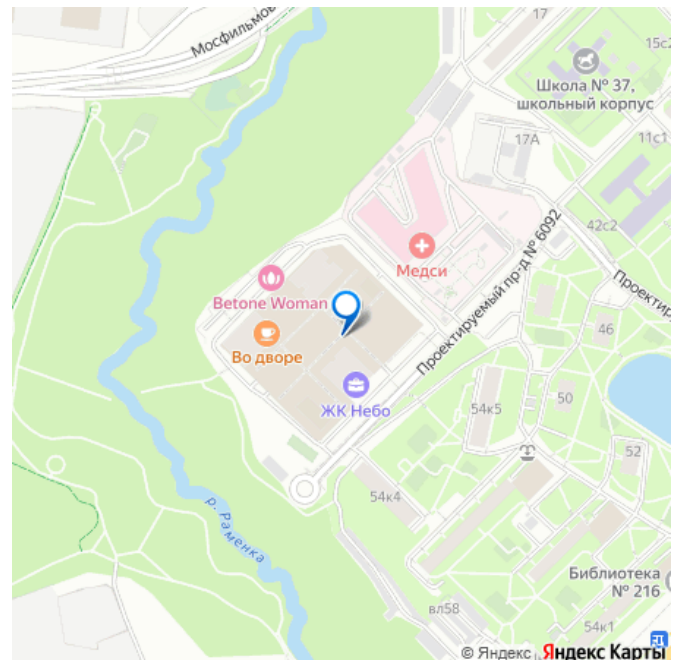 17
15с2
Мосфильмов
Школа № 37,
школьный корпус
17А
11с1
42с2
Медси
Проектируемый пр-д № 6092
Проектир
Betone Woman
Во дворе
46
ЖК Небо
50
54к5
52
54к4
р. Раменка
Библиотека
№ 216
вл58
54к1
© Яндекс Яндекс Карты